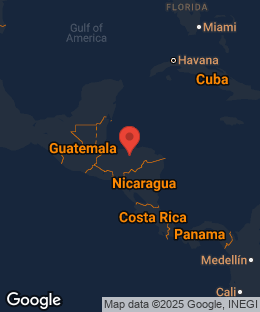 FLORIDA
Gulf of
America
Miami
Havana
Cuba
Guatemala
Nicaragua
Costa Rica
Panama
Medellín
Cali
Google
Map data ©2025 Google, INEGI